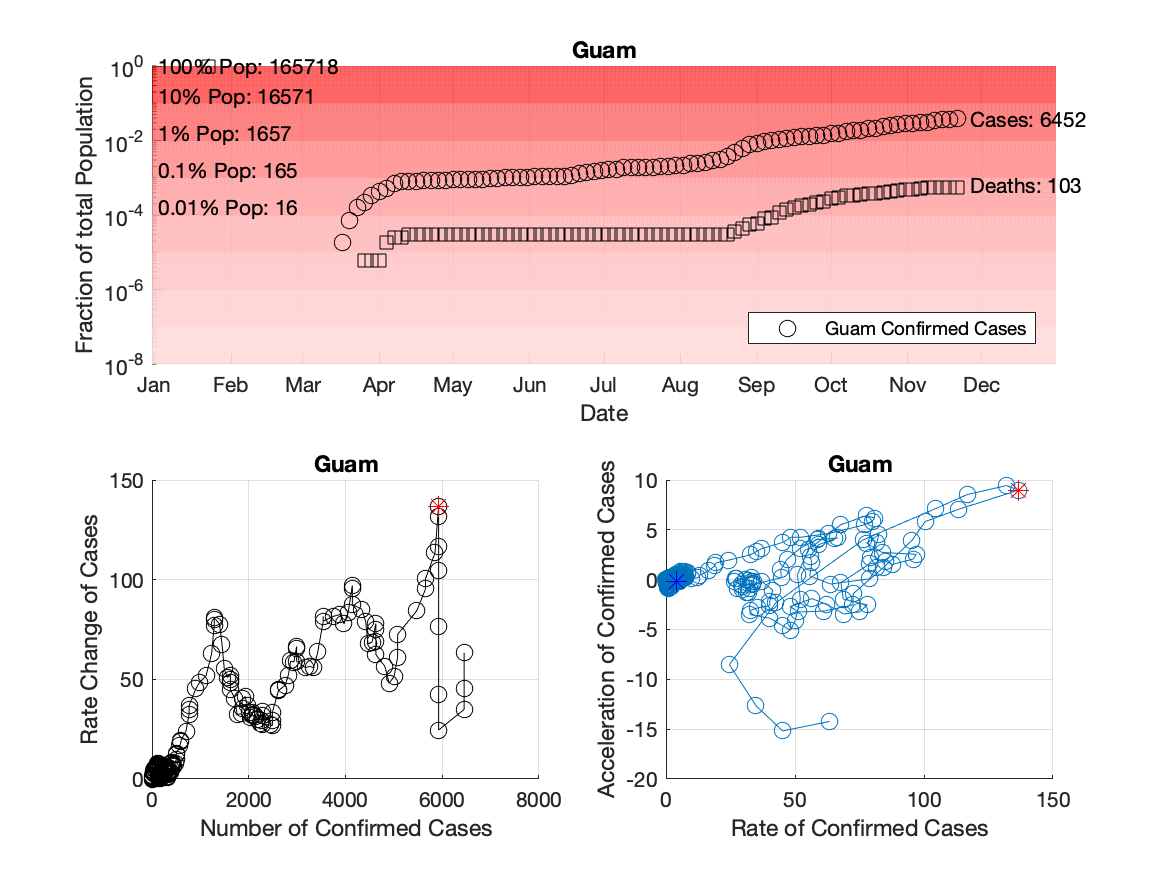 Guam
Fraction of total Population
10^0
10^-2
10^-4
10^-6
10^-8
100% Pop: 165718
10% Pop: 16571
1% Pop: 1657
0.1% Pop: 165
0.01% Pop: 16
Cases: 6452
Deaths: 103
Guam Confirmed Cases
Jan Feb Mar Apr May Jun Jul Aug Sep Oct Nov Dec
Date
Guam
Rate Change of Cases
150
100
50
0
0 2000 4000 6000 8000
Number of Confirmed Cases
Guam
Acceleration of Confirmed Cases
10
5
0
-5
-10
-15
-20
0 50 100 150
Rate of Confirmed Cases